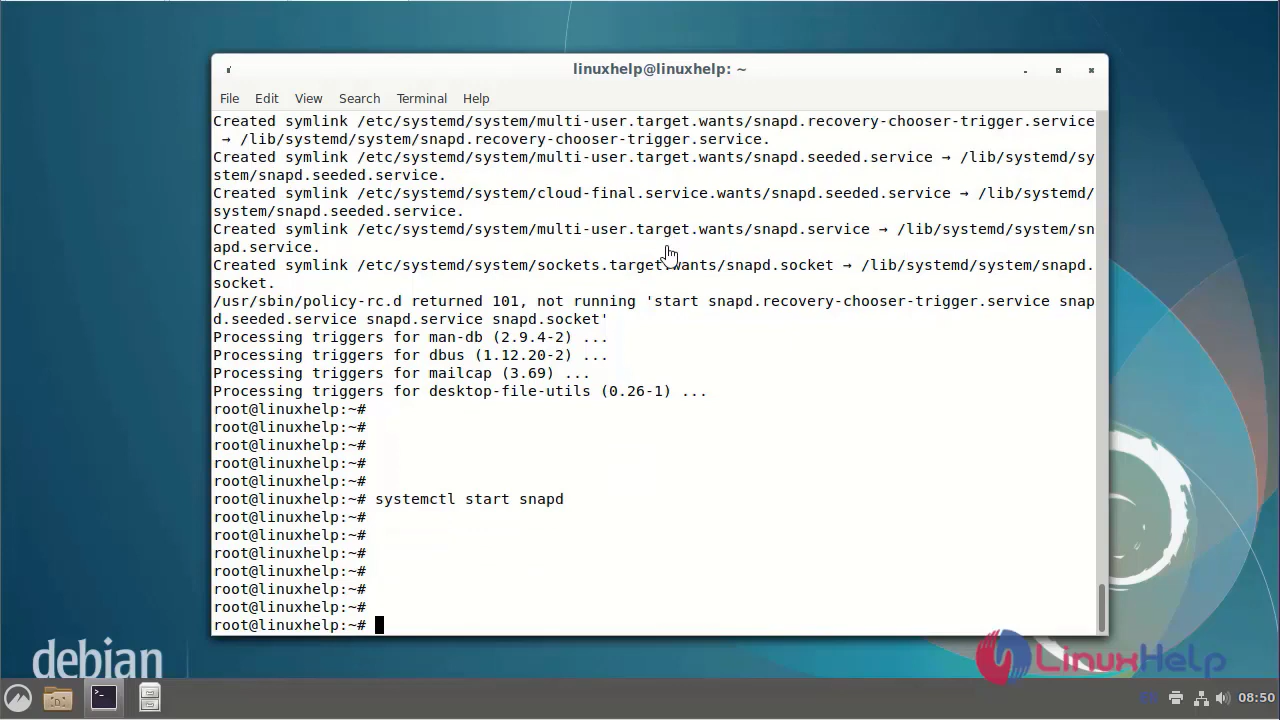 linuxhelp@linuxhelp: ~
File Edit View Search Terminal Help
Created symlink /etc/systemd/system/multi-user.target.wants/snapd.recovery-chooser-trigger.service
→ /lib/systemd/system/snapd.recovery-chooser-trigger.service.
Created symlink /etc/systemd/system/multi-user.target.wants/snapd.seeded.service → /lib/systemd/sy
stem/snapd.seeded.service.
Created symlink /etc/systemd/system/cloud-final.service.wants/snapd.seeded.service → /lib/systemd/
system/snapd.seeded.service.
Created symlink /etc/systemd/system/multi-user.target.wants/snapd.service → /lib/systemd/system/sn
apd.service.
Created symlink /etc/systemd/system/sockets.target.wants/snapd.socket → /lib/systemd/system/snapd.
socket.
/usr/sbin/policy-rc.d returned 101, not running 'start snapd.recovery-chooser-trigger.service snap
d.seeded.service snapd.service snapd.socket'
Processing triggers for man-db (2.9.4-2) ...
Processing triggers for dbus (1.12.20-2) ...
Processing triggers for mailcap (3.69) ...
Processing triggers for desktop-file-utils (0.26-1) ...
root@linuxhelp:~#
root@linuxhelp:~#
root@linuxhelp:~#
root@linuxhelp:~#
root@linuxhelp:~#
root@linuxhelp:~# systemctl start snapd
root@linuxhelp:~#
root@linuxhelp:~#
root@linuxhelp:~#
root@linuxhelp:~#
root@linuxhelp:~#
root@linuxhelp:~#
root@linuxhelp:~#
debian
LinuxHelp
08:50